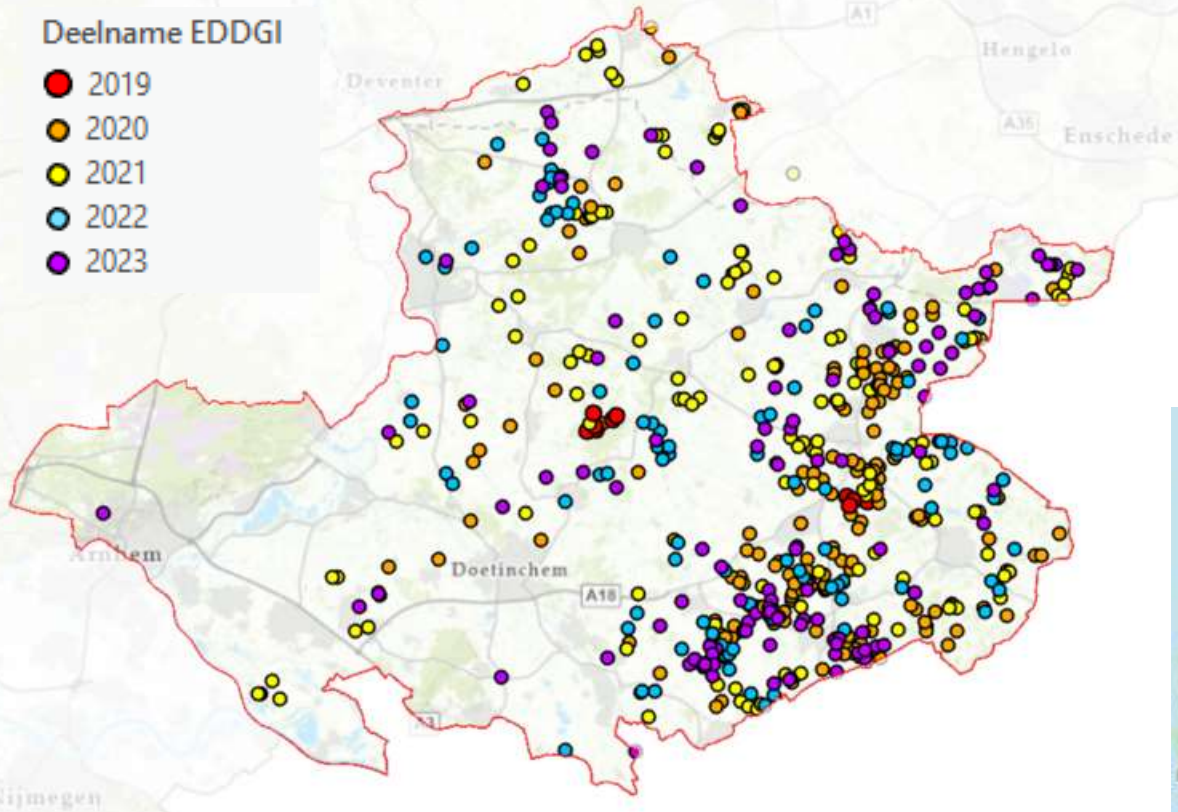 Deelname EDDGI
2019
2020
2021
2022
2023
A1
Hengelo
Deventer
A35
Enschede
Arnhem
Doetinchem
A18
A3
Nijmegen